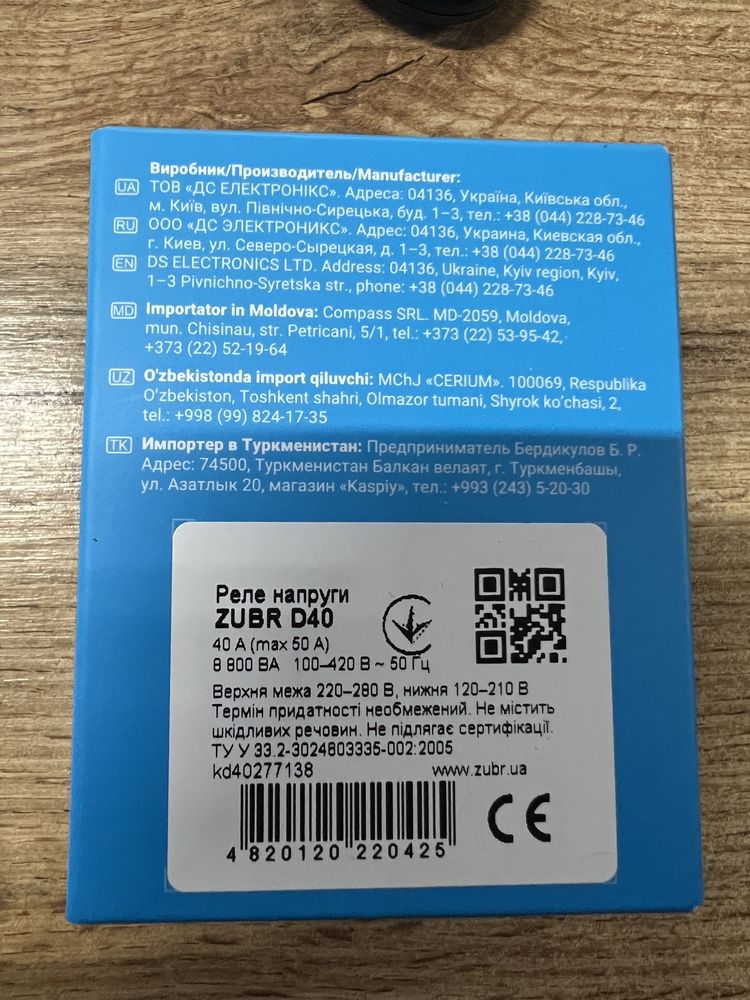 Виробник/Производитель/Manufacturer:
UA ТОВ «ДС ЕЛЕКТРОНІКС». Адреса: 04136, Україна, Київська обл.,
м. Київ, вул. Північно-Сирецька, буд. 1–3, тел.: +38 (044) 228-73-46
RU ООО «ДС ЭЛЕКТРОНИКС». Адрес: 04136, Украина, Киевская обл.,
г. Киев, ул. Северо-Сырецкая, д. 1–3, тел.: +38 (044) 228-73-46
EN DS ELECTRONICS LTD. Address: 04136, Ukraine, Kyiv region, Kyiv,
1–3 Pivnichno-Syretska str., phone: +38 (044) 228-73-46
MD Importator in Moldova: Compass SRL. MD-2059, Moldova,
mun. Chisinau, str. Petricani, 5/1, tel.: +373 (22) 53-95-42,
+373 (22) 52-19-64
UZ O'zbekistonda import qiluvchi: MChJ «CERIUM». 100069, Respublika
O'zbekiston, Toshkent shahri, Olmazor tumani, Shyrok ko'chasi, 2,
tel.: +998 (99) 824-17-35
TK Импортер в Туркменистан: Предприниматель Бердикулов Б. Р.
Адрес: 74500, Туркменистан Балкан велаят, г. Туркменбашы,
ул. Азатлык 20, магазин «Kaspiy», тел.: +993 (243) 5-20-30
Реле напруги
ZUBR D40
40 А (max 50 А)
8 800 ВА 100–420 В ~ 50 Гц
Верхня межа 220–280 В, нижня 120–210 В
Термін придатності необмежений. Не містить
шкідливих речовин. Не підлягає сертифікації.
ТУ У 33.2-3024603335-002:2005
kd40277138 www.zubr.ua
4 820120 220425
CE